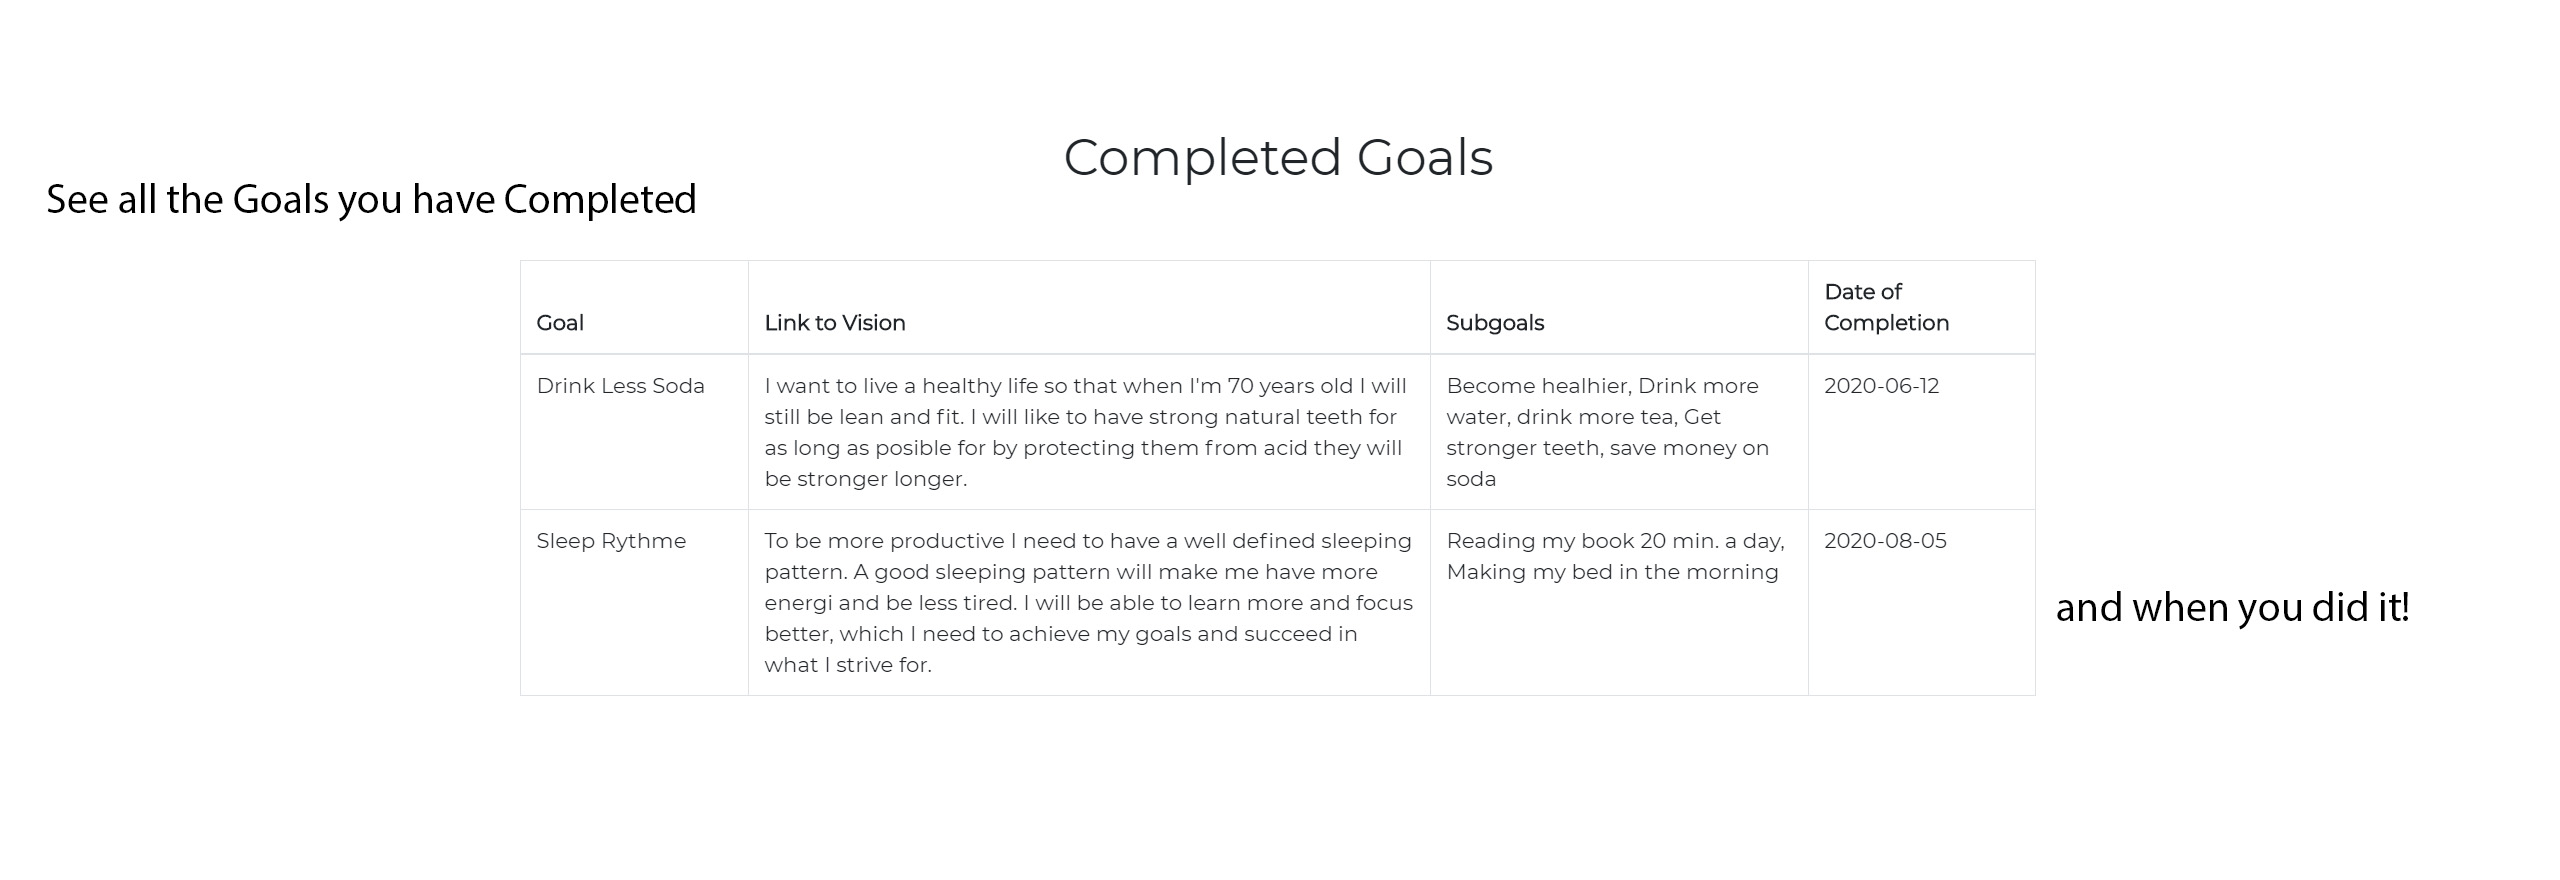 Completed Goals
See all the Goals you have Completed
Goal
Link to Vision
Subgoals
Date of
Completion
Drink Less Soda
I want to live a healthy life so that when I'm 70 years old I will
still be lean and fit. I will like to have strong natural teeth for
as long as posible for by protecting them from acid they will
be stronger longer.
Become healhier, Drink more
water, drink more tea, Get
stronger teeth, save money on
soda
2020-06-12
Sleep Rythme
To be more productive I need to have a well defined sleeping
pattern. A good sleeping pattern will make me have more
energi and be less tired. I will be able to learn more and focus
better, which I need to achieve my goals and succeed in
what I strive for.
Reading my book 20 min. a day,
Making my bed in the morning
2020-08-05
and when you did it!